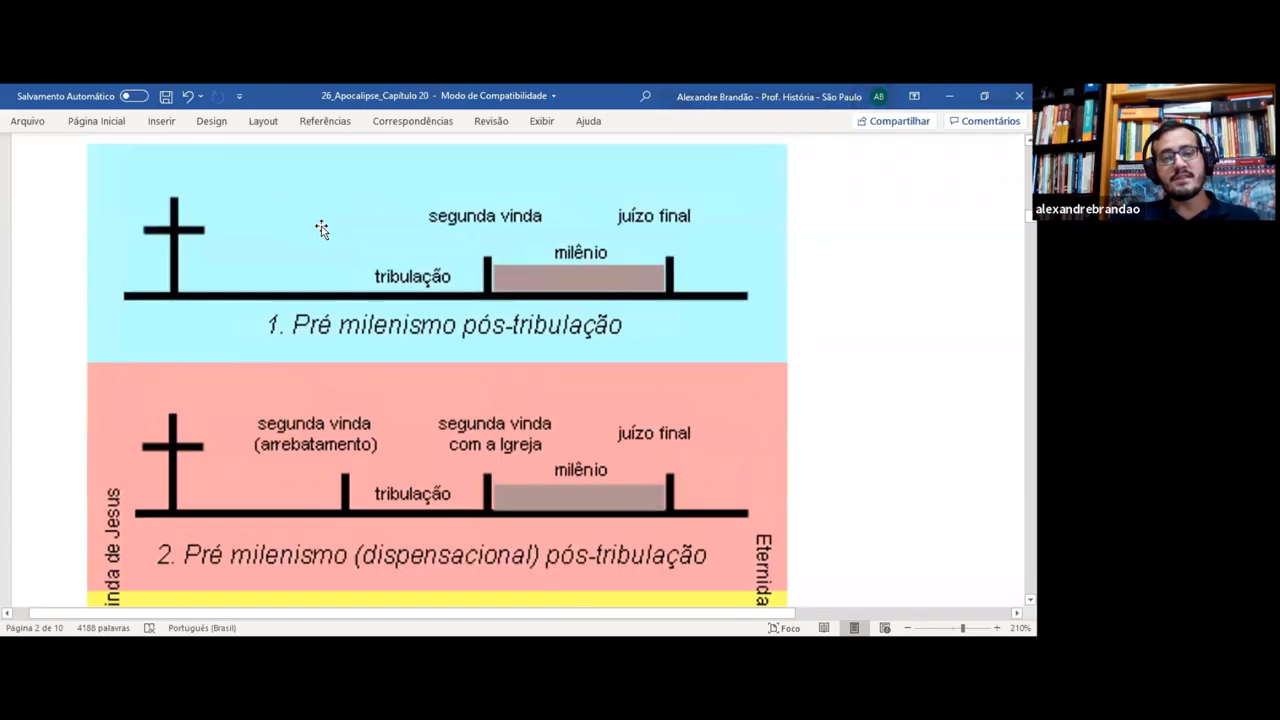 Salvamento Automático
26_Apocalipse_Capítulo 20 - Modo de Compatibilidade
Alexandre Brandão - Prof. História - São Paulo AB
Arquivo Página Inicial Inserir Design Layout Referências Correspondências Revisão Exibir Ajuda Compartilhar Comentários
alexandrebrandao
segunda vinda juízo final
milênio
tribulação
1. Pré milenismo pós-tribulação
segunda vinda
(arrebatamento)
segunda vinda
com a Igreja
juízo final
milênio
tribulação
2. Pré milenismo (dispensacional) pós-tribulação
inda de Jesus
Eternida
Página 2 de 10 4188 palavras Português (Brasil) Foco 210%